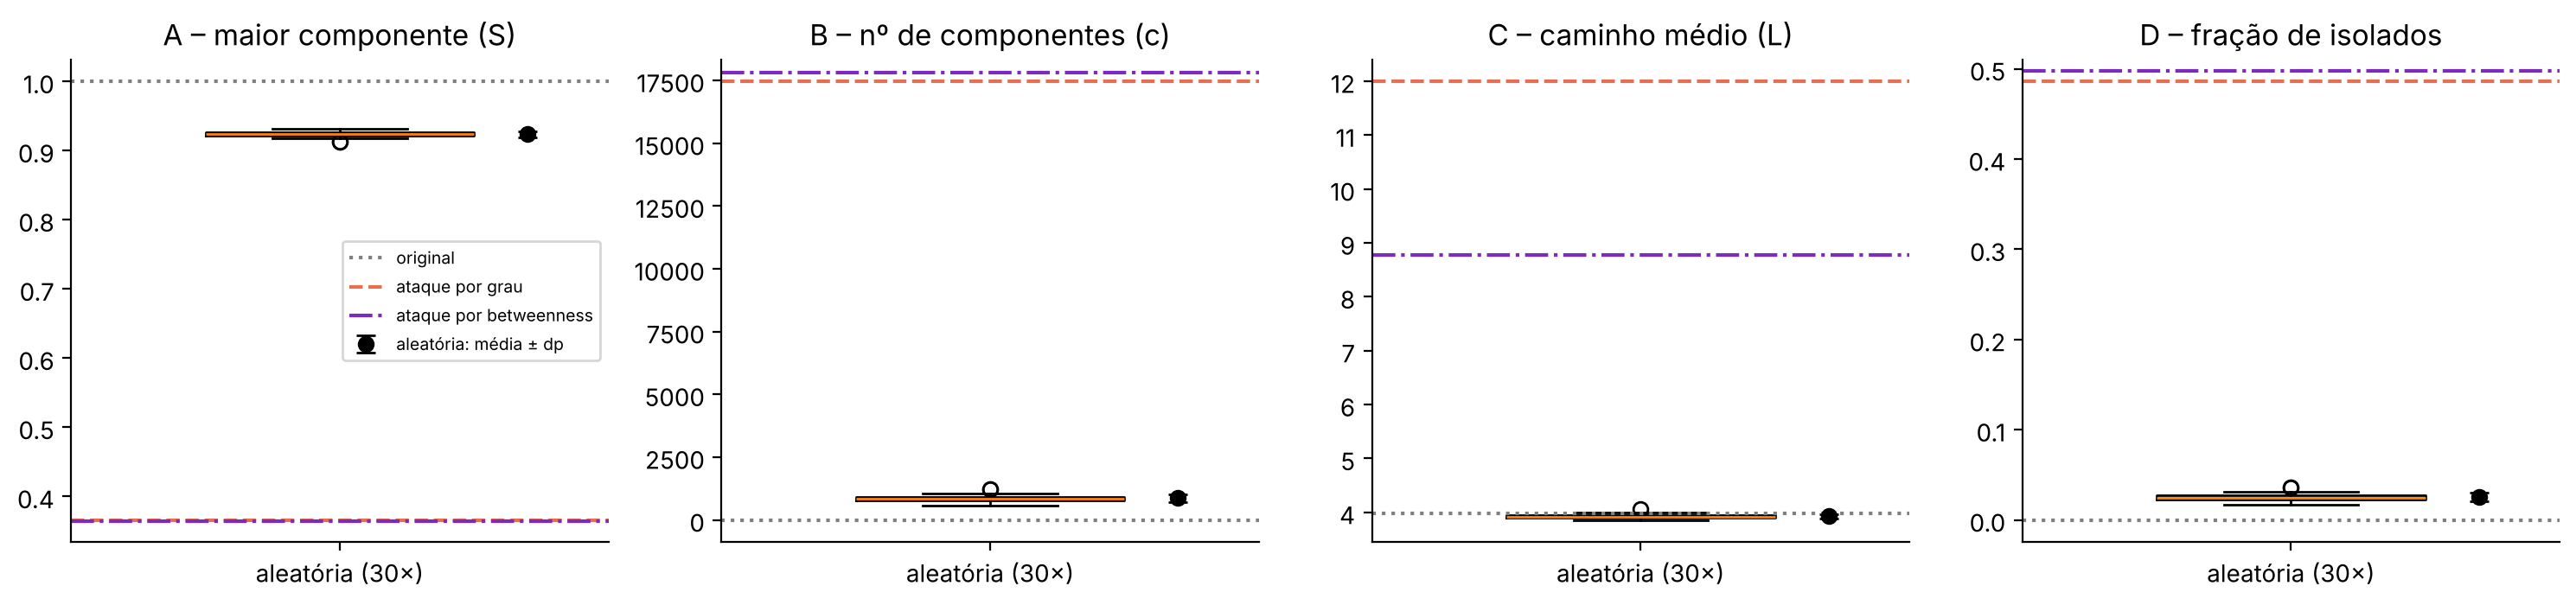 A – maior componente (S)
1.0
0.9
0.8
0.7
0.6
0.5
0.4
original
ataque por grau
ataque por betweenness
aleatória: média ± dp
aleatória (30×)
B – nº de componentes (c)
17500
15000
12500
10000
7500
5000
2500
0
aleatória (30×)
C – caminho médio (L)
12
11
10
9
8
7
6
5
4
aleatória (30×)
D – fração de isolados
0.5
0.4
0.3
0.2
0.1
0.0
aleatória (30×)